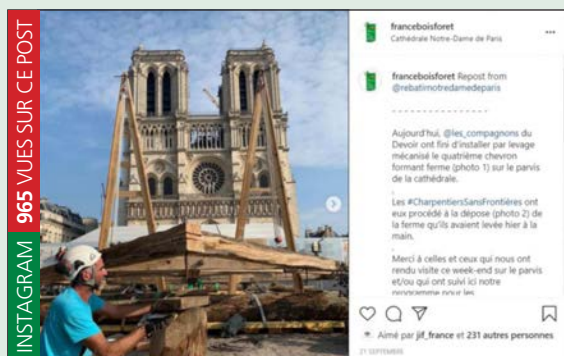 INSTAGRAM 965 VUES SUR CE POST
franceboisforet
Cathédrale Notre-Dame de Paris
franceboisforet Repost from
@rebatirnotredamedeparis
- - - - - - - - - - - - - - - -
Aujourd'hui, @les_compagnons du
Devoir ont fini d'installer par levage
mécanisé le quatrième chevron
formant ferme (photo 1) sur le parvis
de la cathédrale.
.
Les #CharpentiersSansFrontières ont
eux procédé à la dépose (photo 2) de
la ferme qu'ils avaient levée hier à la
main.
.
Merci à celles et ceux qui nous ont
rendu visite ce week-end sur le parvis
et/ou qui ont suivi ici notre
programme pour les
Aimé par jif_france et 231 autres personnes
21 SEPTEMBRE